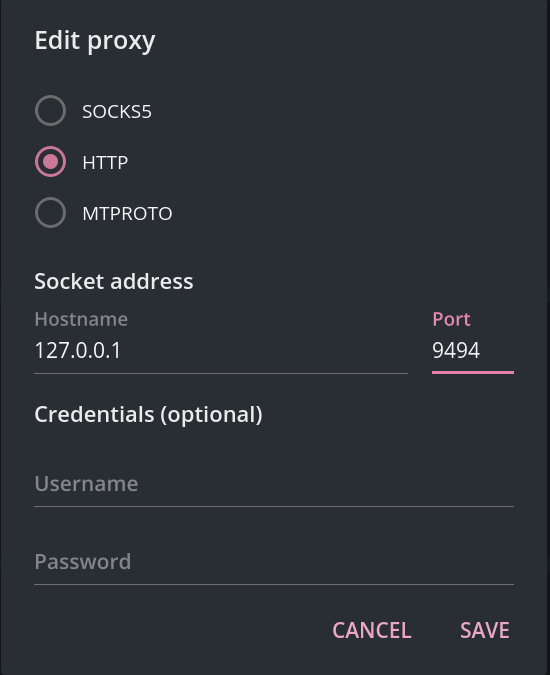 Edit proxy
SOCKS5
HTTP
MTPROTO
Socket address
Hostname Port
127.0.0.1 9494
Credentials (optional)
Username
Password
CANCEL SAVE